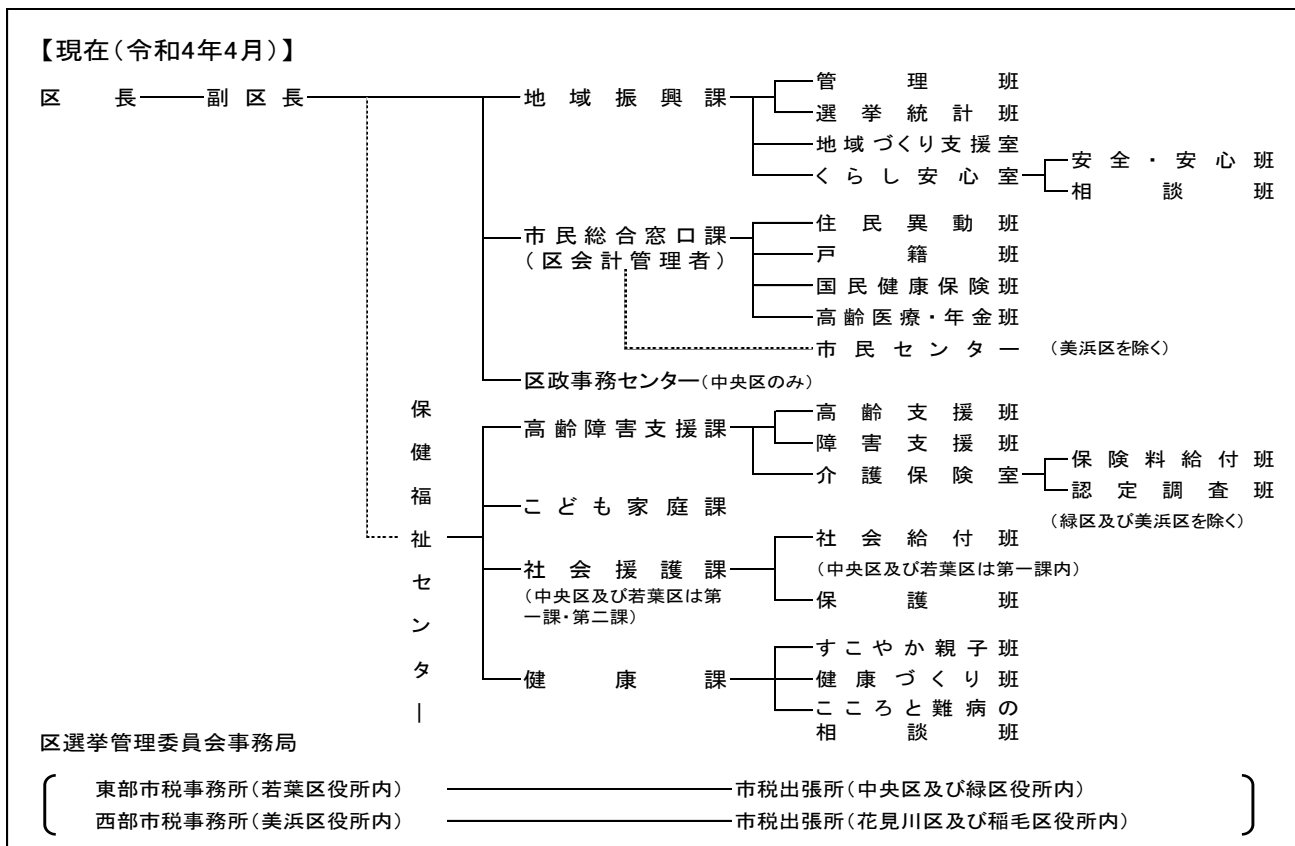 【現在(令和4年4月)】
区長
副区長
地域振興課
管理班
選挙統計班
地域づくり支援室
くらし安心室
安全・安心班
相談班
市民総合窓口課
(区会計管理者)
住民異動班
戸籍班
国民健康保険班
高齢医療・年金班
市民センター
(美浜区を除く)
区政事務センター(中央区のみ)
保健福祉センター
高齢障害支援課
高齢支援班
障害支援班
介護保険室
保険料給付班
認定調査班
(緑区及び美浜区を除く)
こども家庭課
社会援護課
(中央区及び若葉区は第
一課・第二課)
社会給付班
(中央区及び若葉区は第一課内)
保護班
健康課
すこやか親子班
健康づくり班
こころと難病の
相談班
区選挙管理委員会事務局
東部市税事務所(若葉区役所内)
市税出張所(中央区及び緑区役所内)
西部市税事務所(美浜区役所内)
市税出張所(花見川区及び稲毛区役所内)